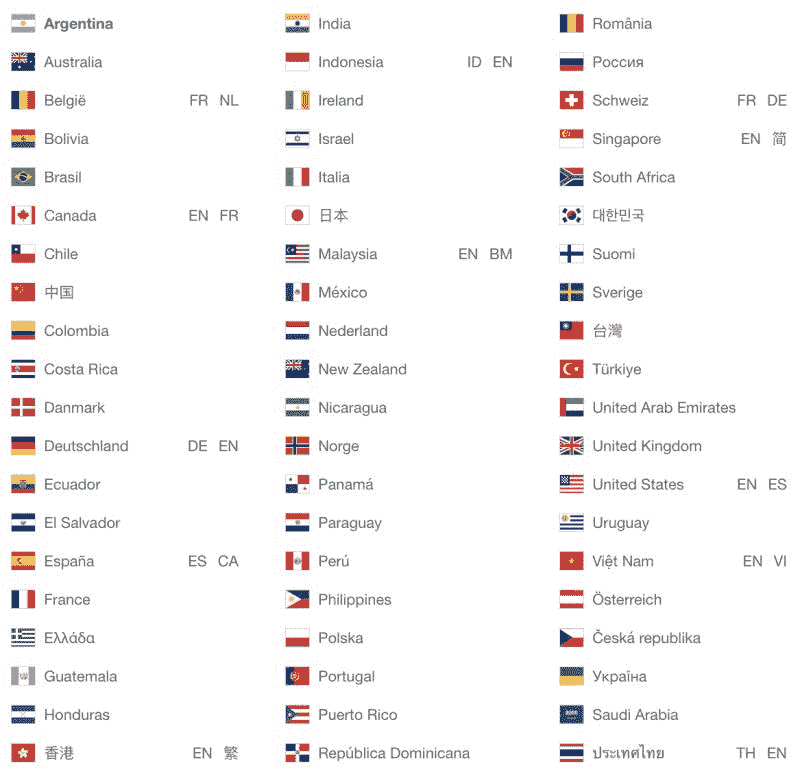 Argentina
Australia
België FR NL
Bolivia
Brasil
Canada EN FR
Chile
中国
Colombia
Costa Rica
Danmark
Deutschland DE EN
Ecuador
El Salvador
España ES CA
France
Ελλάδα
Guatemala
Honduras
香港 EN 繁
India
Indonesia ID EN
Ireland
Israel
Italia
日本
Malaysia EN BM
México
Nederland
New Zealand
Nicaragua
Norge
Panamá
Paraguay
Perú
Philippines
Polska
Portugal
Puerto Rico
República Dominicana
România
Россия
Schweiz FR DE
Singapore EN 简
South Africa
대한민국
Suomi
Sverige
台灣
Türkiye
United Arab Emirates
United Kingdom
United States EN ES
Uruguay
Việt Nam EN VI
Österreich
Česká republika
Україна
Saudi Arabia
ประเทศไทย TH EN